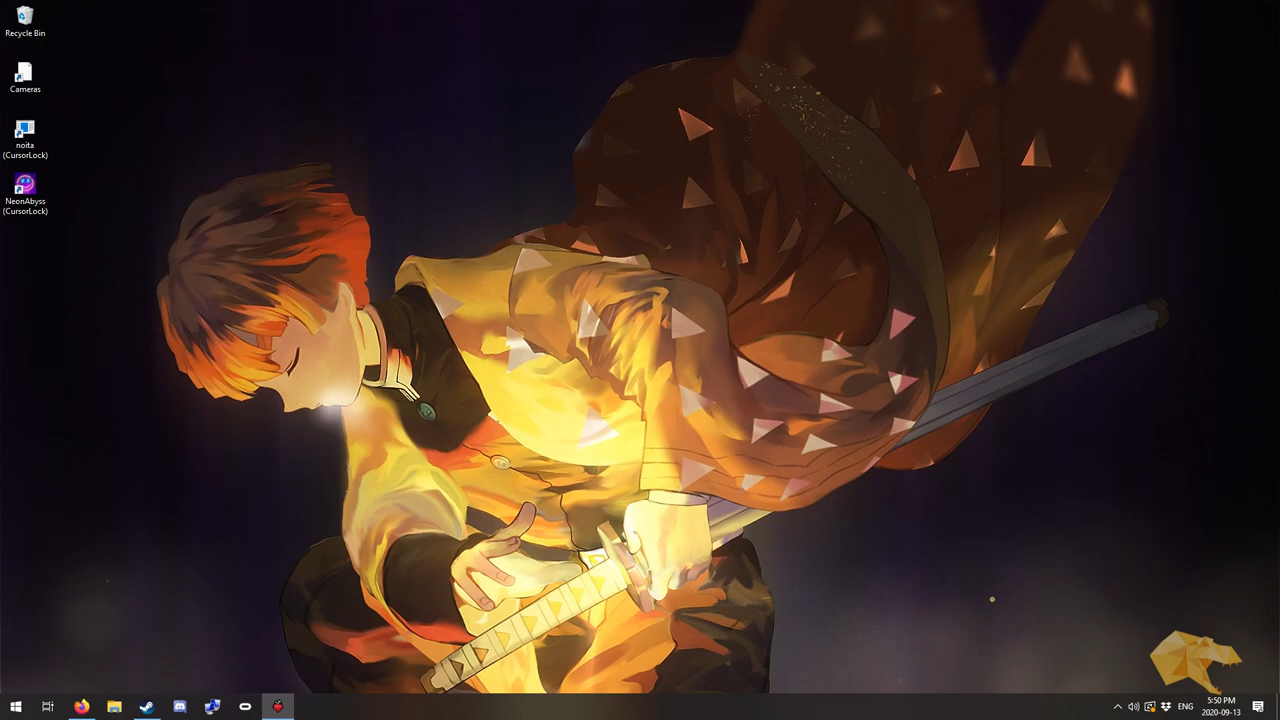 Recycle Bin
Cameras
noita
(CursorLock)
NeonAbyss
(CursorLock)
ENG
5:50 PM
2020-09-13